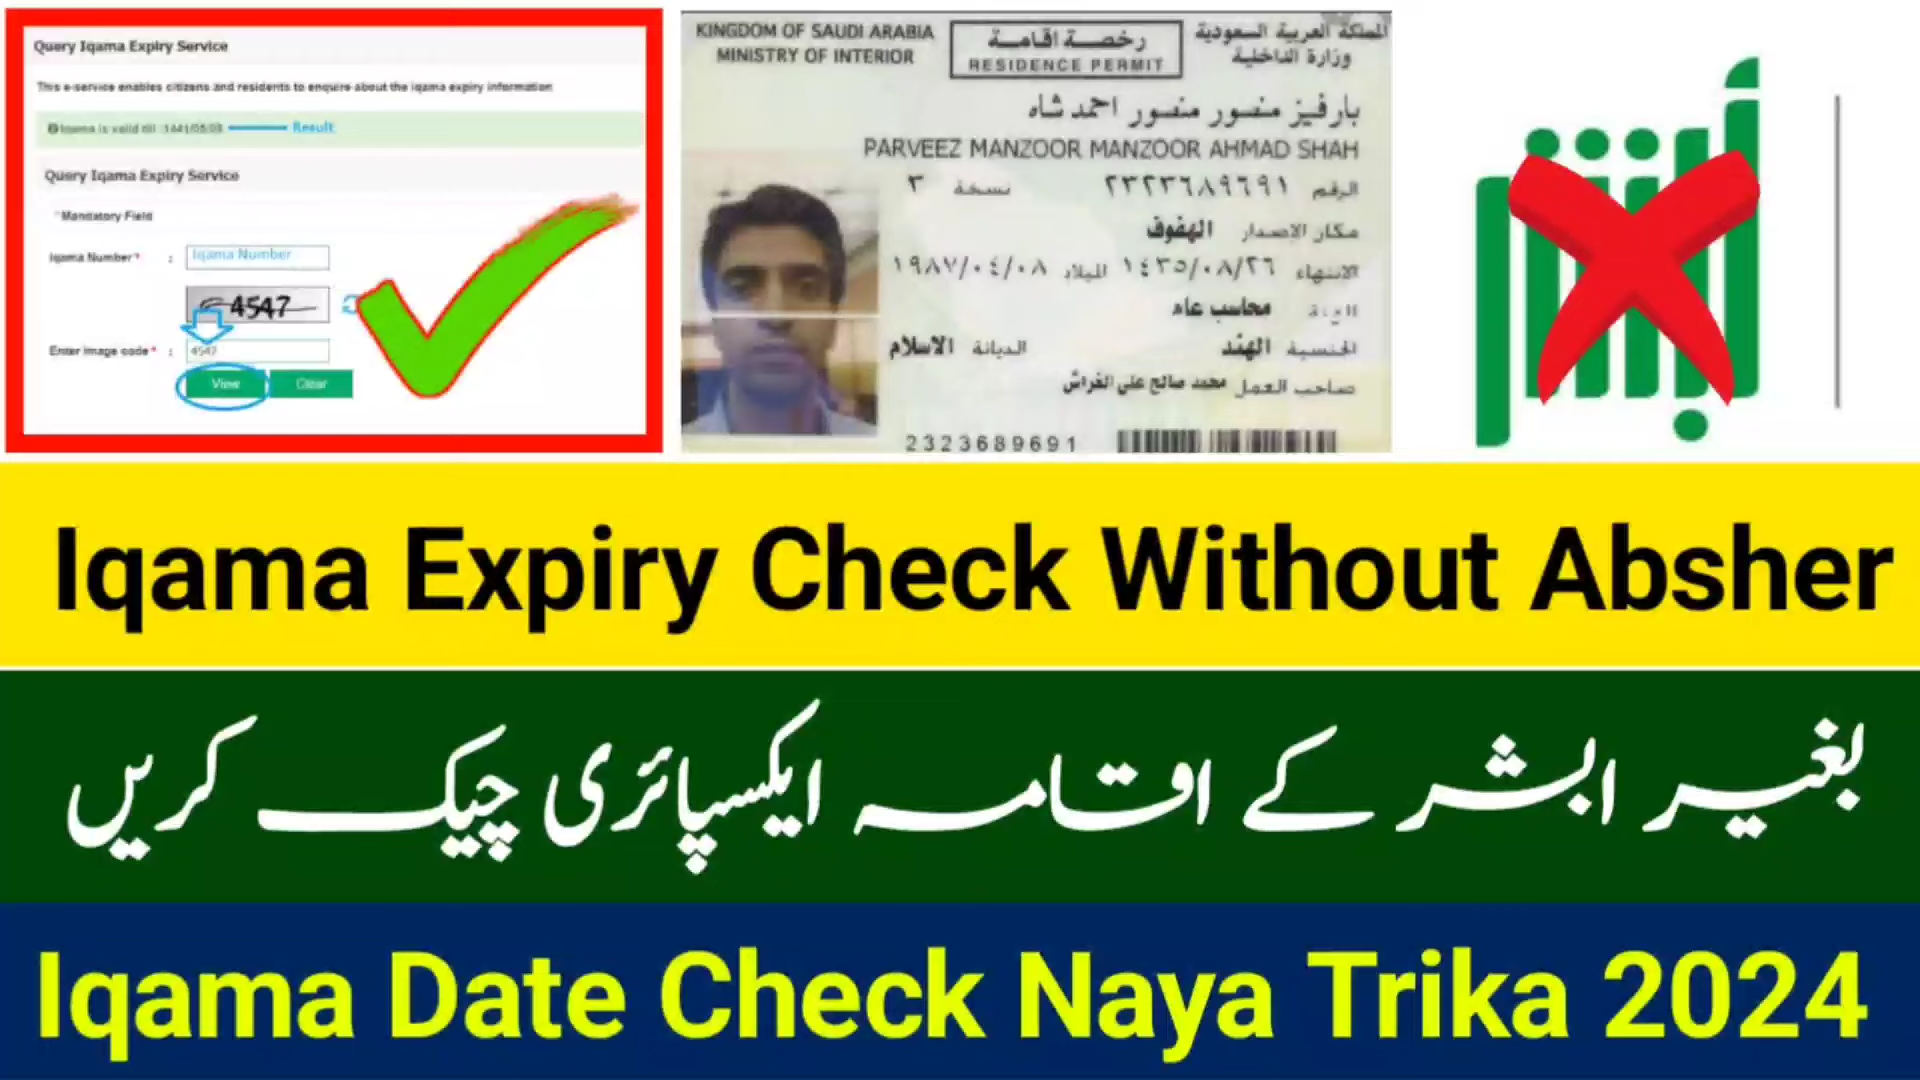 Query Iqama Expiry Service
This e-service enables citizens and residents to enquire about the iqama expiry information
Iqama is valid till : 1441/05/03 Result
Query Iqama Expiry Service
* Mandatory Field
Iqama Number * : Iqama Number
4547
Enter image code * : 4547
View Clear
KINGDOM OF SAUDI ARABIA
MINISTRY OF INTERIOR
رخصة اقامة
RESIDENCE PERMIT
المملكة العربية السعودية
وزارة الداخلية
بارفيز منصور منصور احمد شاه
PARVEEZ MANZOOR MANZOOR AHMAD SHAH
الرقم ٢٣٢٣٦٨٩٦٩١ نسخة ٣
مكان الاصدار الهفوف
الانتهاء ١٤٣٥/٠٨/٢٦ الميلاد ١٩٨٧/٠٤/٠٨
المهنة محاسب عام
الجنسية الهند الديانة الاسلام
صاحب العمل محمد صالح علي الفراش
2323689691
أبشر
Iqama Expiry Check Without Absher
بغیر ابشر کے اقامہ ایکسپائری چیک کریں
Iqama Date Check Naya Trika 2024